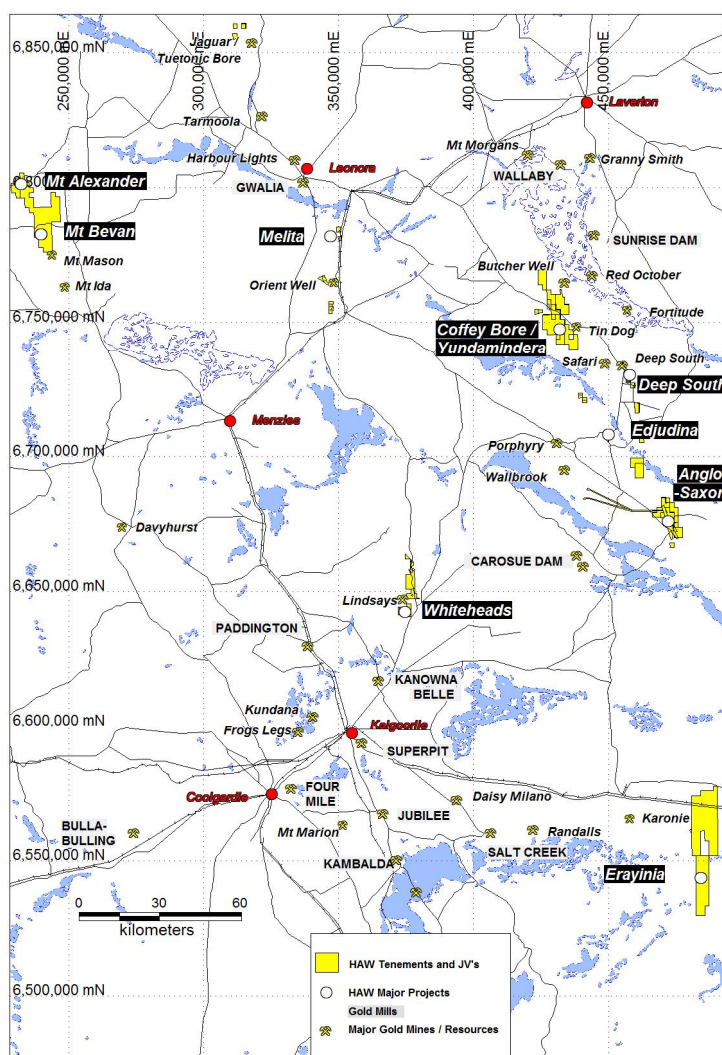 250,000 mE
300,000 mE
350,000 mE
400,000 mE
450,000 mE
6,850,000 mN
Jaguar /
Tuetonic Bore
Laverton
Tarmoola
Mt Morgans
Harbour Lights
Leonora
Granny Smith
WALLABY
GWALIA
6,800,000 mN
Mt Alexander
Mt Bevan
Melita
SUNRISE DAM
Mt Mason
Butcher Well
Red October
Mt Ida
Orient Well
Fortitude
6,750,000 mN
Coffey Bore /
Yundamindera
Tin Dog
Safari
Deep South
Deep South
Menzies
Edjudina
Porphyry
6,700,000 mN
Wallbrook
Anglo
-Saxon
Davyhurst
CAROSUE DAM
6,650,000 mN
Lindsays
Whiteheads
PADDINGTON
KANOWNA
BELLE
Kundana
6,600,000 mN
Frogs Legs
Kalgoorlie
SUPERPIT
Coolgardie
FOUR
MILE
Daisy Milano
JUBILEE
Karonie
BULLA-
BULLING
Mt Marion
Randalls
SALT CREEK
6,550,000 mN
KAMBALDA
Erayinia
0 30 60
kilometers
HAW Tenements and JV's
HAW Major Projects
Gold Mills
6,500,000 mN
Major Gold Mines / Resources